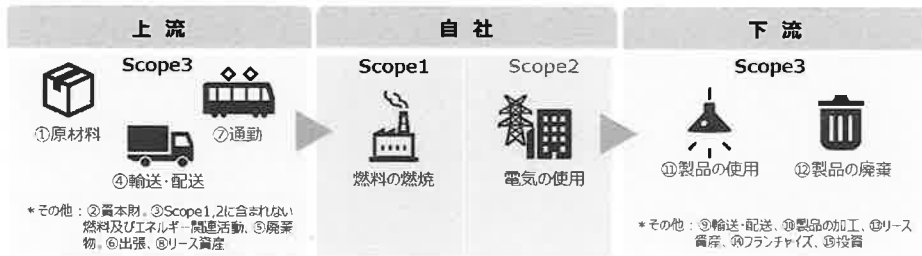 上流
自社
下流
Scope3
①原材料
⑦通勤
④輸送・配送
*その他:②資本財。③Scope1,2に含まれない
燃料及びエネルギー関連活動、⑤廃棄
物。⑥出張、⑧リース資産
Scope1
燃料の燃焼
Scope2
電気の使用
Scope3
⑪製品の使用
⑫製品の廃棄
*その他:⑨輸送・配送、⑩製品の加工、⑬リース
資産、⑭フランチャイズ、⑮投資